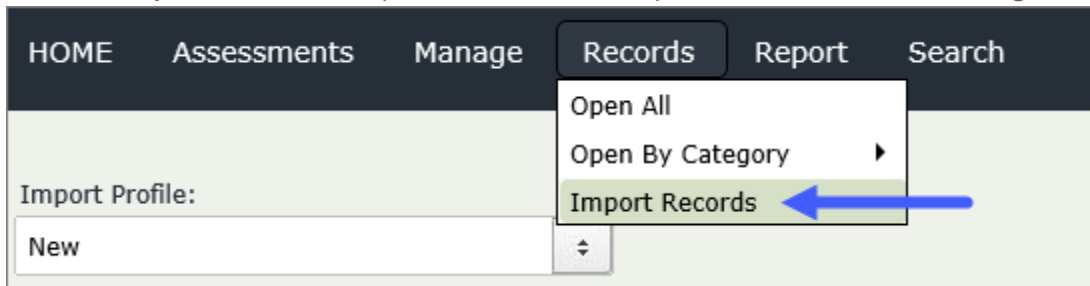 HOME Assessments Manage Records Report Search
Open All
Open By Category
Import Profile:
Import Records
New